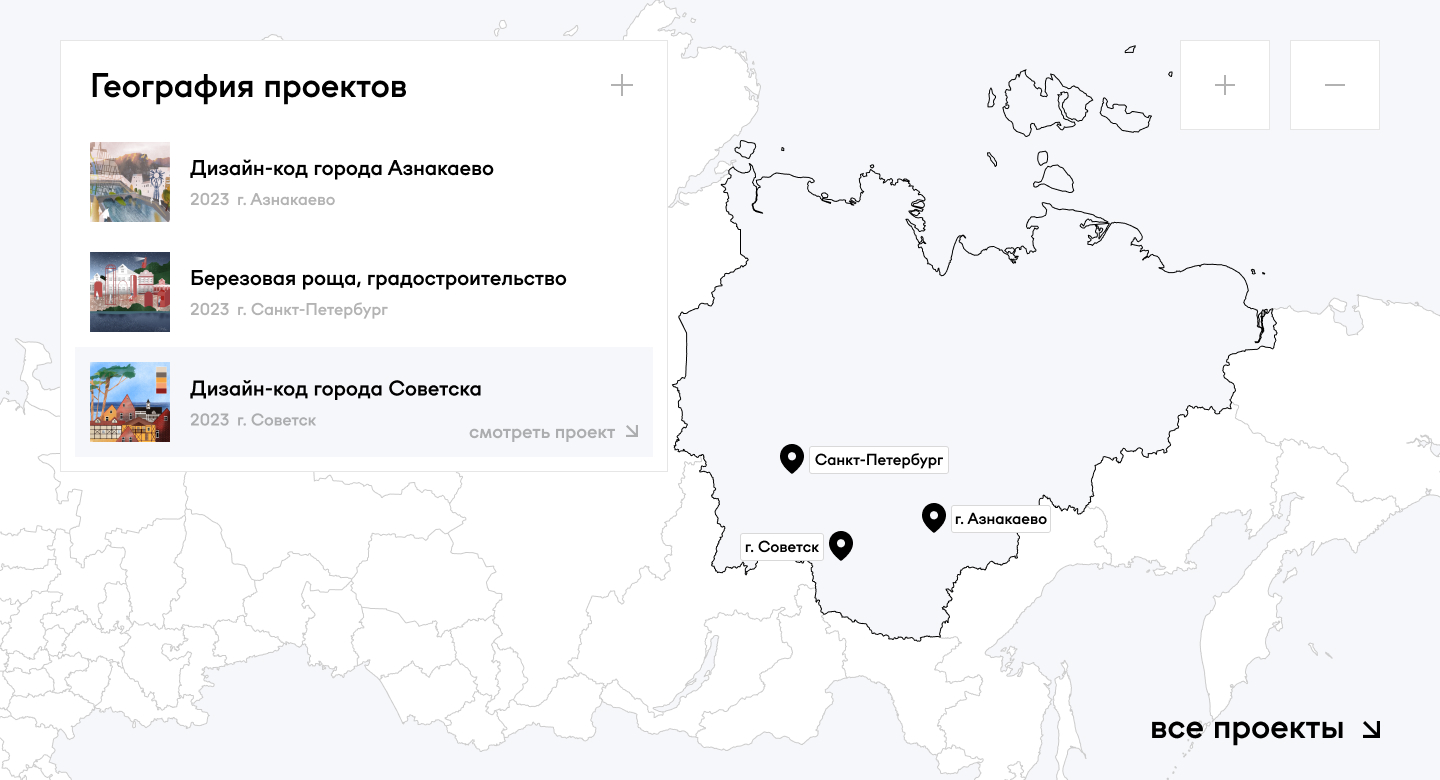 География проектов
Дизайн-код города Азнакаево
2023 г. Азнакаево
Березовая роща, градостроительство
2023 г. Санкт-Петербург
Дизайн-код города Советска
2023 г. Советск
смотреть проект
Санкт-Петербург
г. Азнакаево
г. Советск
все проекты